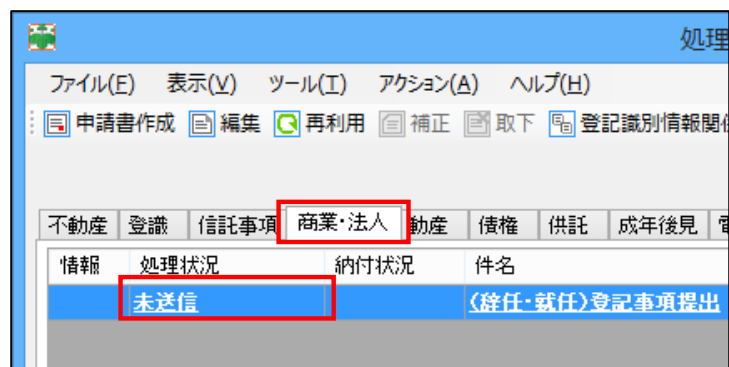 処理
ファイル(F) 表示(V) ツール(T) アクション(A) ヘルプ(H)
申請書作成 編集 再利用 補正 取下 登記識別情報関係
不動産 登識 信託事項 商業・法人 動産 債権 供託 成年後見 電
情報 処理状況 納付状況 件名
未送信 (辞任・就任)登記事項提出